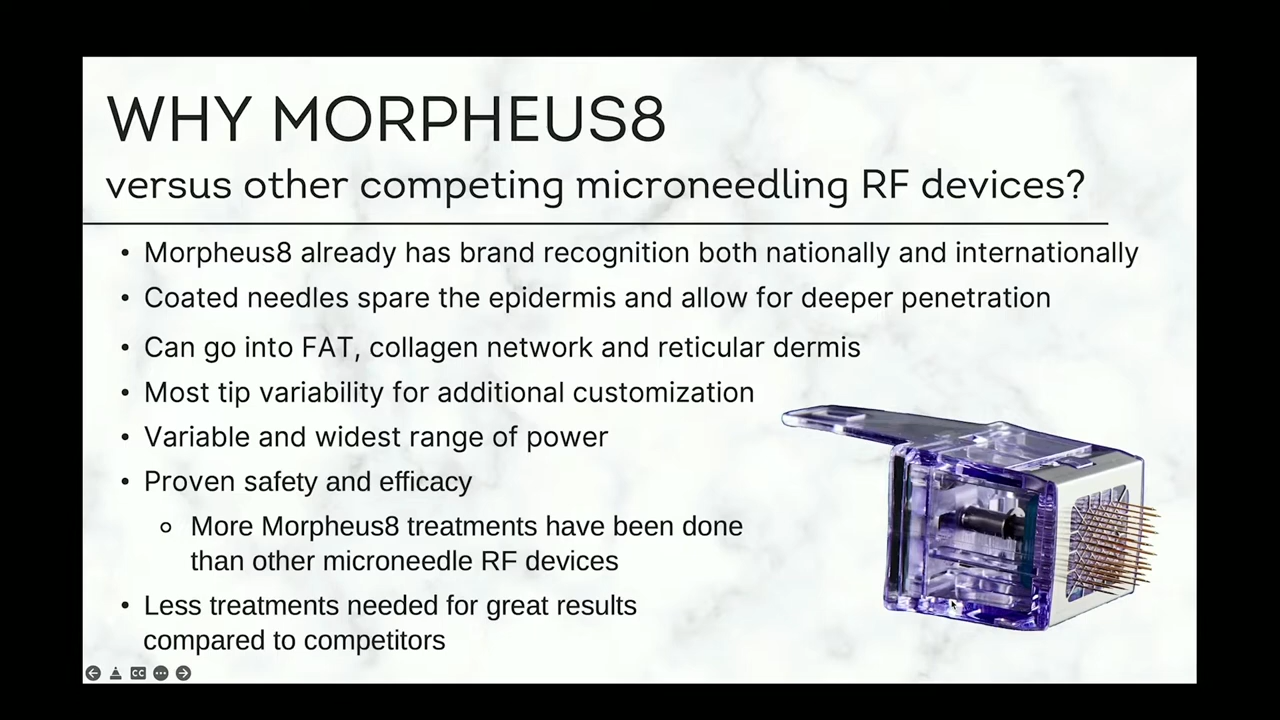 WHY MORPHEUS8
versus other competing microneedling RF devices?
• Morpheus8 already has brand recognition both nationally and internationally
• Coated needles spare the epidermis and allow for deeper penetration
• Can go into FAT, collagen network and reticular dermis
• Most tip variability for additional customization
• Variable and widest range of power
• Proven safety and efficacy
o More Morpheus8 treatments have been done
than other microneedle RF devices
• Less treatments needed for great results
compared to competitors
CC